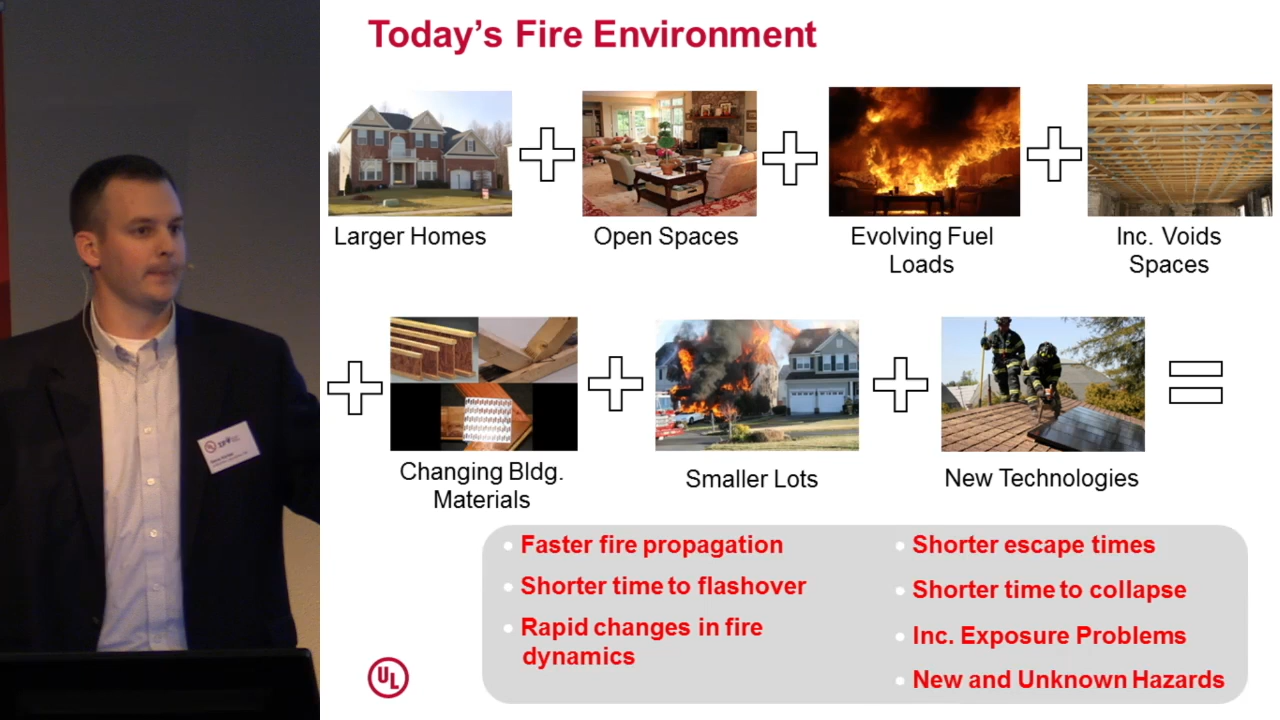 Today's Fire Environment
Larger Homes
Open Spaces
Evolving Fuel
Loads
Inc. Voids
Spaces
Changing Bldg.
Materials
Smaller Lots
New Technologies
Faster fire propagation
Shorter time to flashover
Rapid changes in fire
dynamics
Shorter escape times
Shorter time to collapse
Inc. Exposure Problems
New and Unknown Hazards
UL